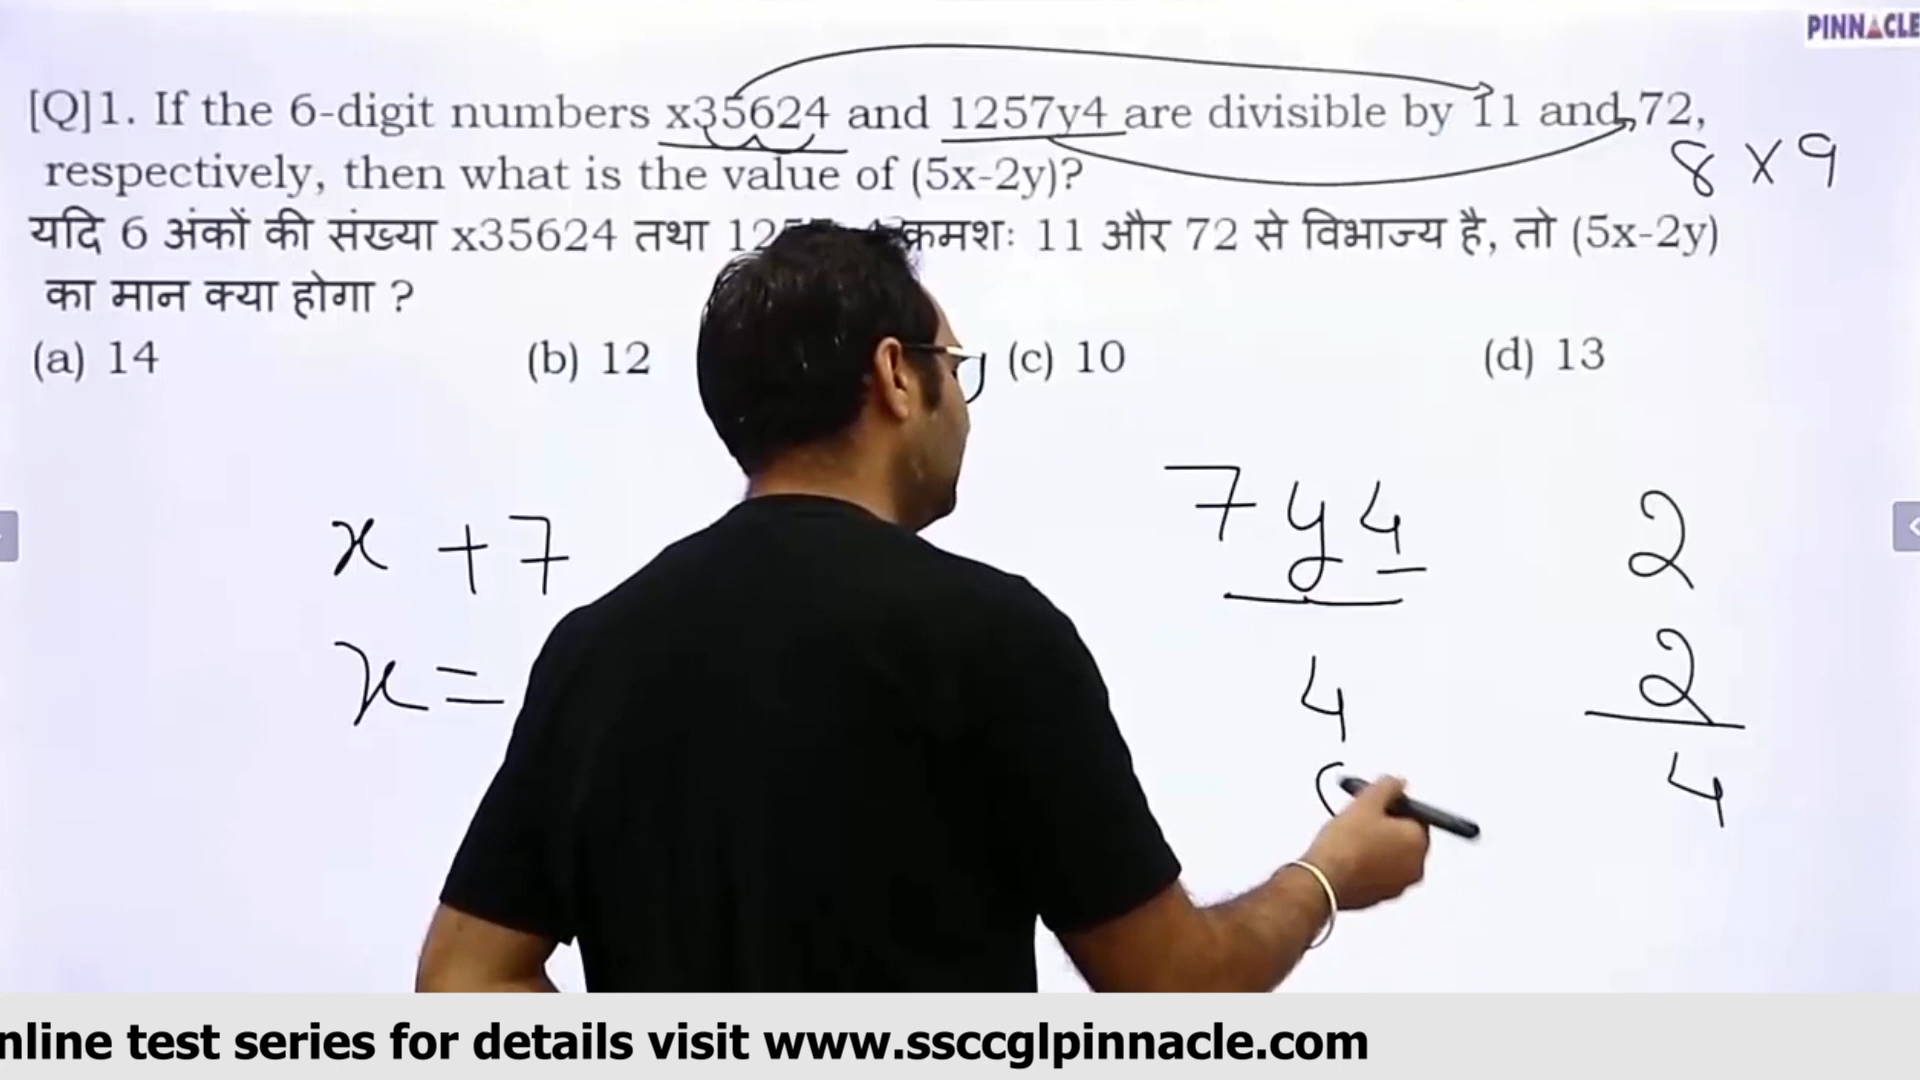 PINNACLE
[Q]1. If the 6-digit numbers x35624 and 1257y4 are divisible by 11 and 72,
8 X 9
respectively, then what is the value of (5x-2y)?
यदि 6 अंकों की संख्या x35624 तथा क्रमशः 11 और 72 से विभाज्य है, तो (5x-2y)
का मान क्या होगा ?
(a) 14 (b) 12 (c) 10 (d) 13
x + 7 7 y 4 2
x = 4 2
4
nline test series for details visit www.ssccglpinnacle.com